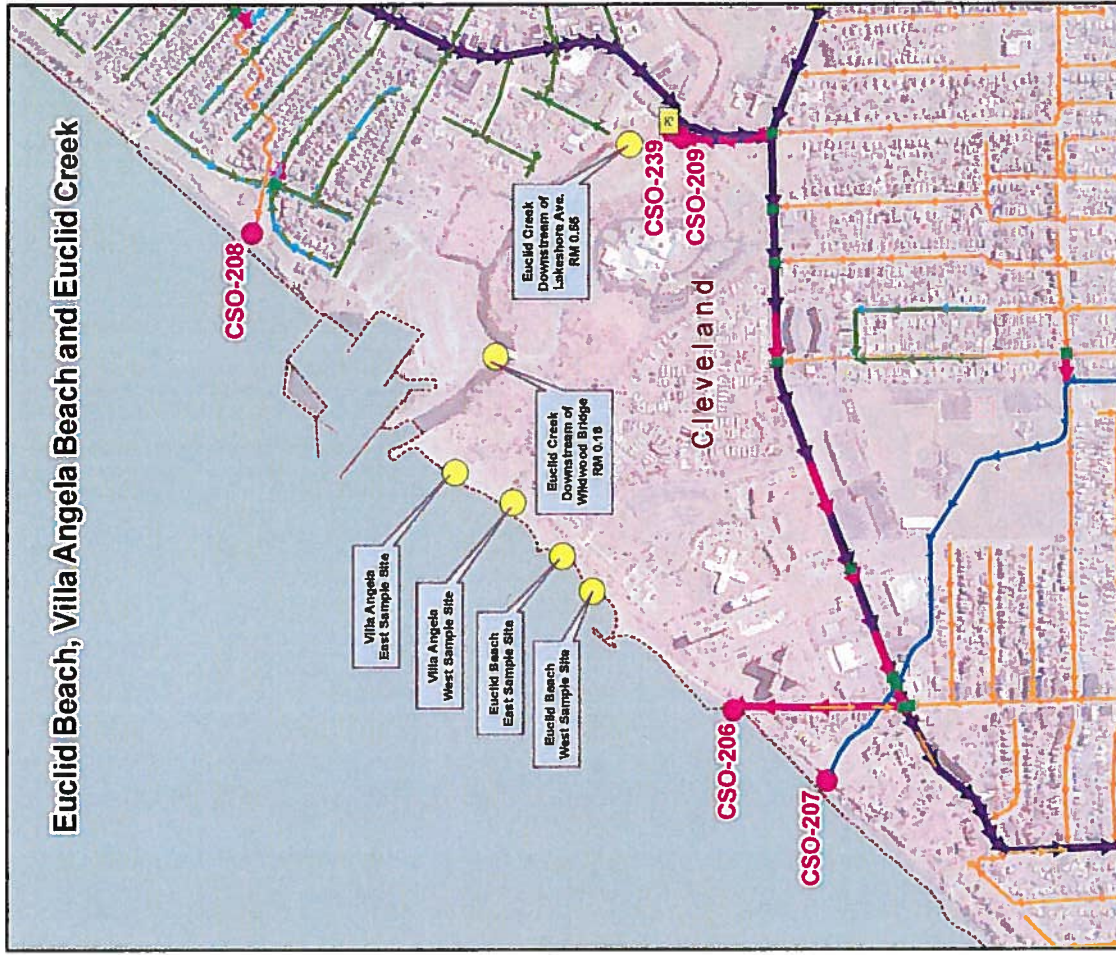 Euclid Beach, Villa Angela Beach and Euclid Creek
CSO-208
Villa Angela
East Sample Site
Villa Angela
West Sample Site
Euclid Beach
East Sample Site
Euclid Beach
West Sample Site
Euclid Creek
Downstream of
Wildwood Bridge
RM 0.18
Euclid Creek
Downstream of
Lakeshore Ave.
RM 0.55
PS
CSO-239
CSO-209
Cleveland
CSO-206
CSO-207